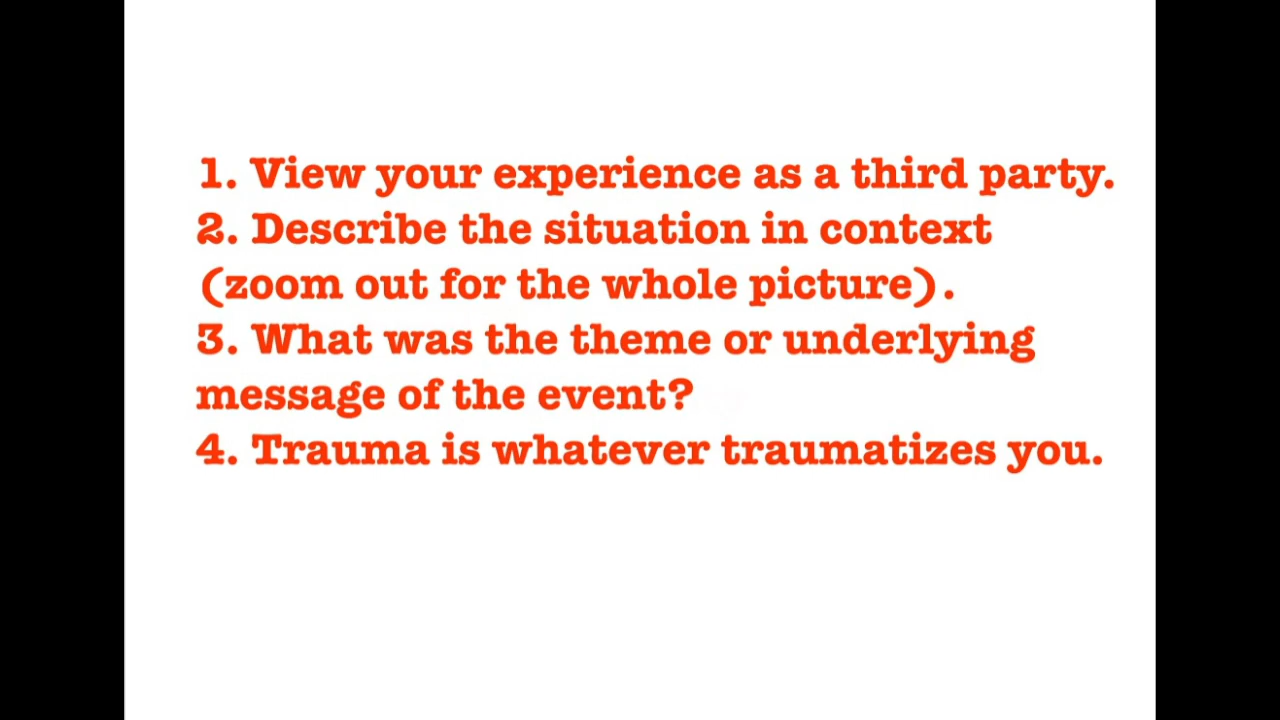 1. View your experience as a third party.
2. Describe the situation in context
(zoom out for the whole picture).
3. What was the theme or underlying
message of the event?
4. Trauma is whatever traumatizes you.